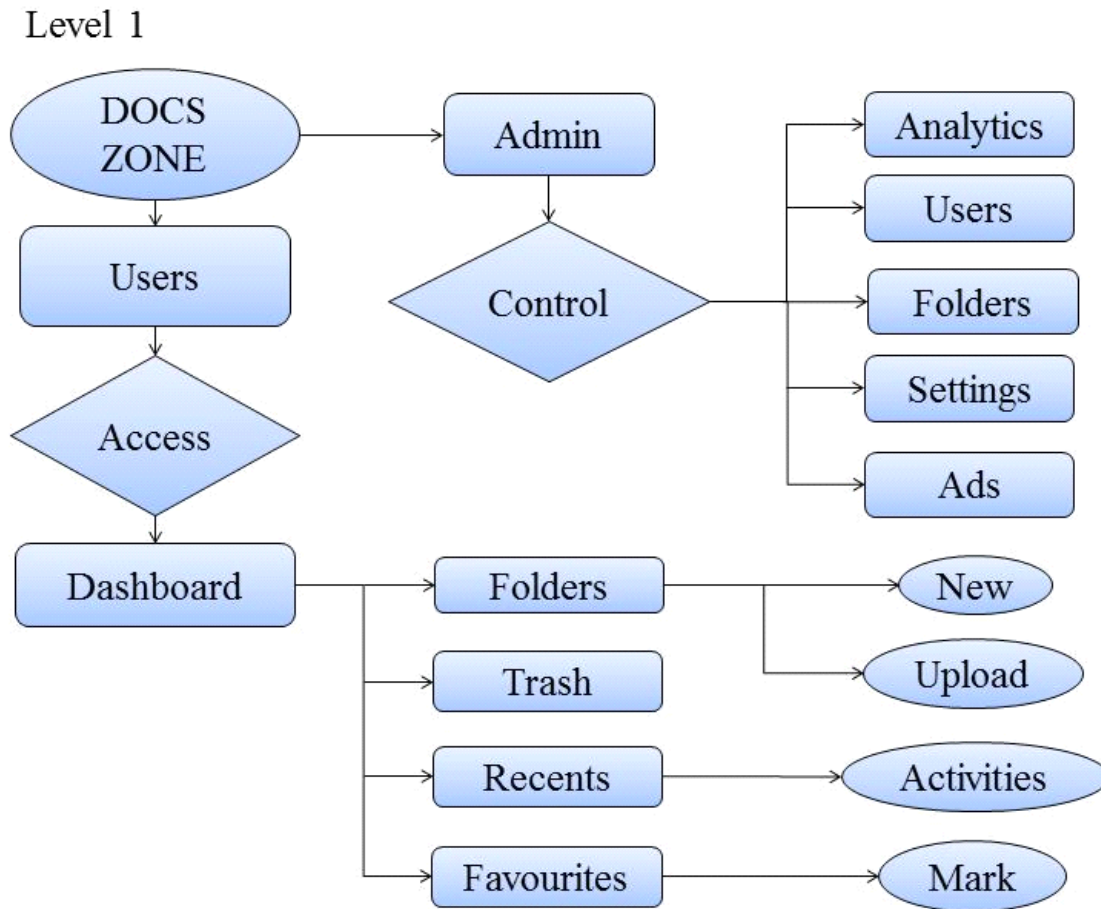 Level 1
DOCS
ZONE
Admin
Analytics
Users
Users
Control
Folders
Settings
Access
Ads
Dashboard
Folders
New
Trash
Upload
Recents
Activities
Favourites
Mark